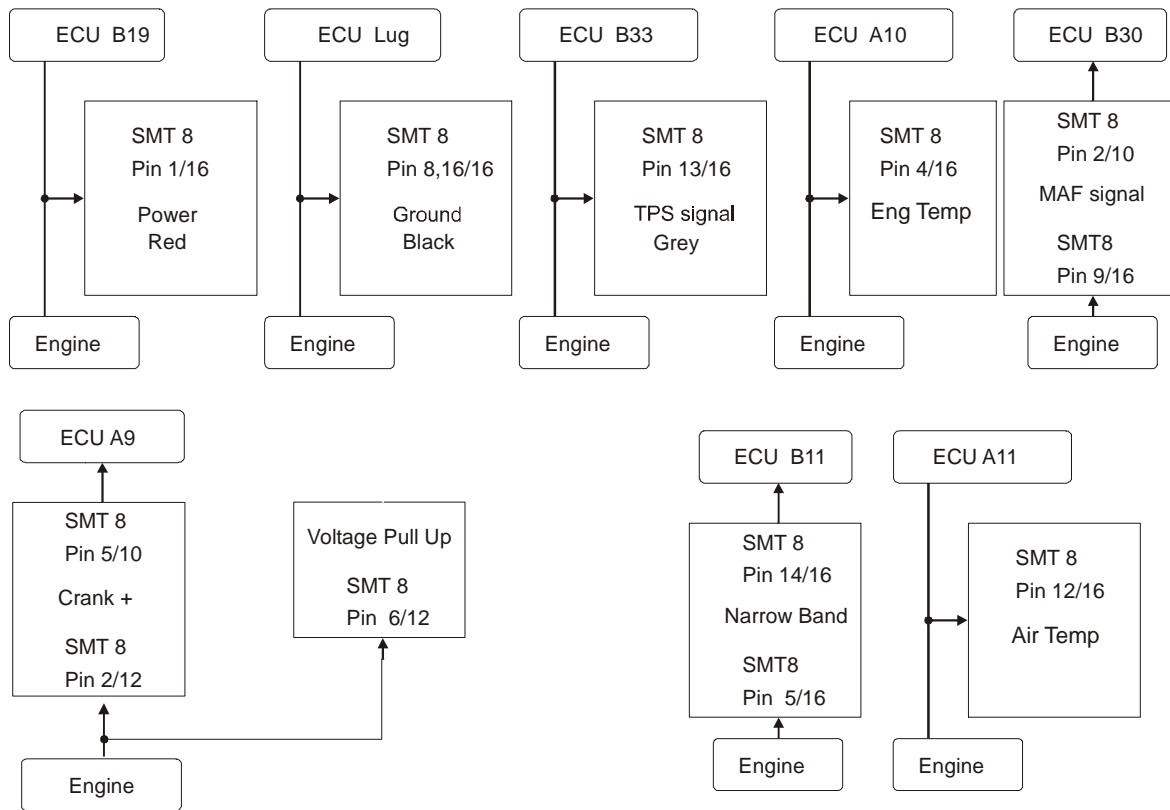 ECU B19
SMT 8
Pin 1/16
Power
Red
Engine
ECU Lug
SMT 8
Pin 8,16/16
Ground
Black
Engine
ECU B33
SMT 8
Pin 13/16
TPS signal
Grey
Engine
ECU A10
SMT 8
Pin 4/16
Eng Temp
Engine
ECU B30
SMT 8
Pin 2/10
MAF signal
SMT8
Pin 9/16
Engine
ECU A9
SMT 8
Pin 5/10
Crank +
SMT 8
Pin 2/12
Engine
Voltage Pull Up
SMT 8
Pin 6/12
ECU B11
SMT 8
Pin 14/16
Narrow Band
SMT8
Pin 5/16
Engine
ECU A11
SMT 8
Pin 12/16
Air Temp
Engine